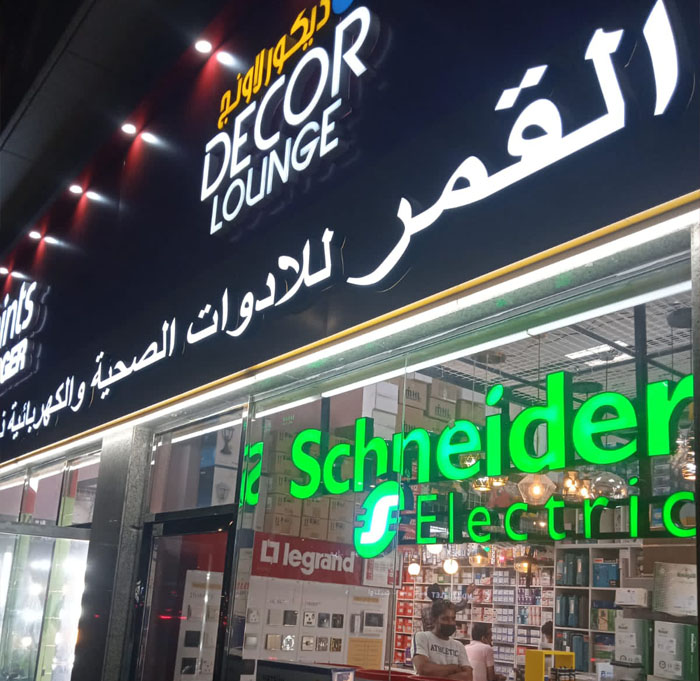 ديكور لاونج
DECOR
LOUNGE
القمر للادوات الصحية والكهربائية
Schneider
Electric
legrand
ATHLETIC